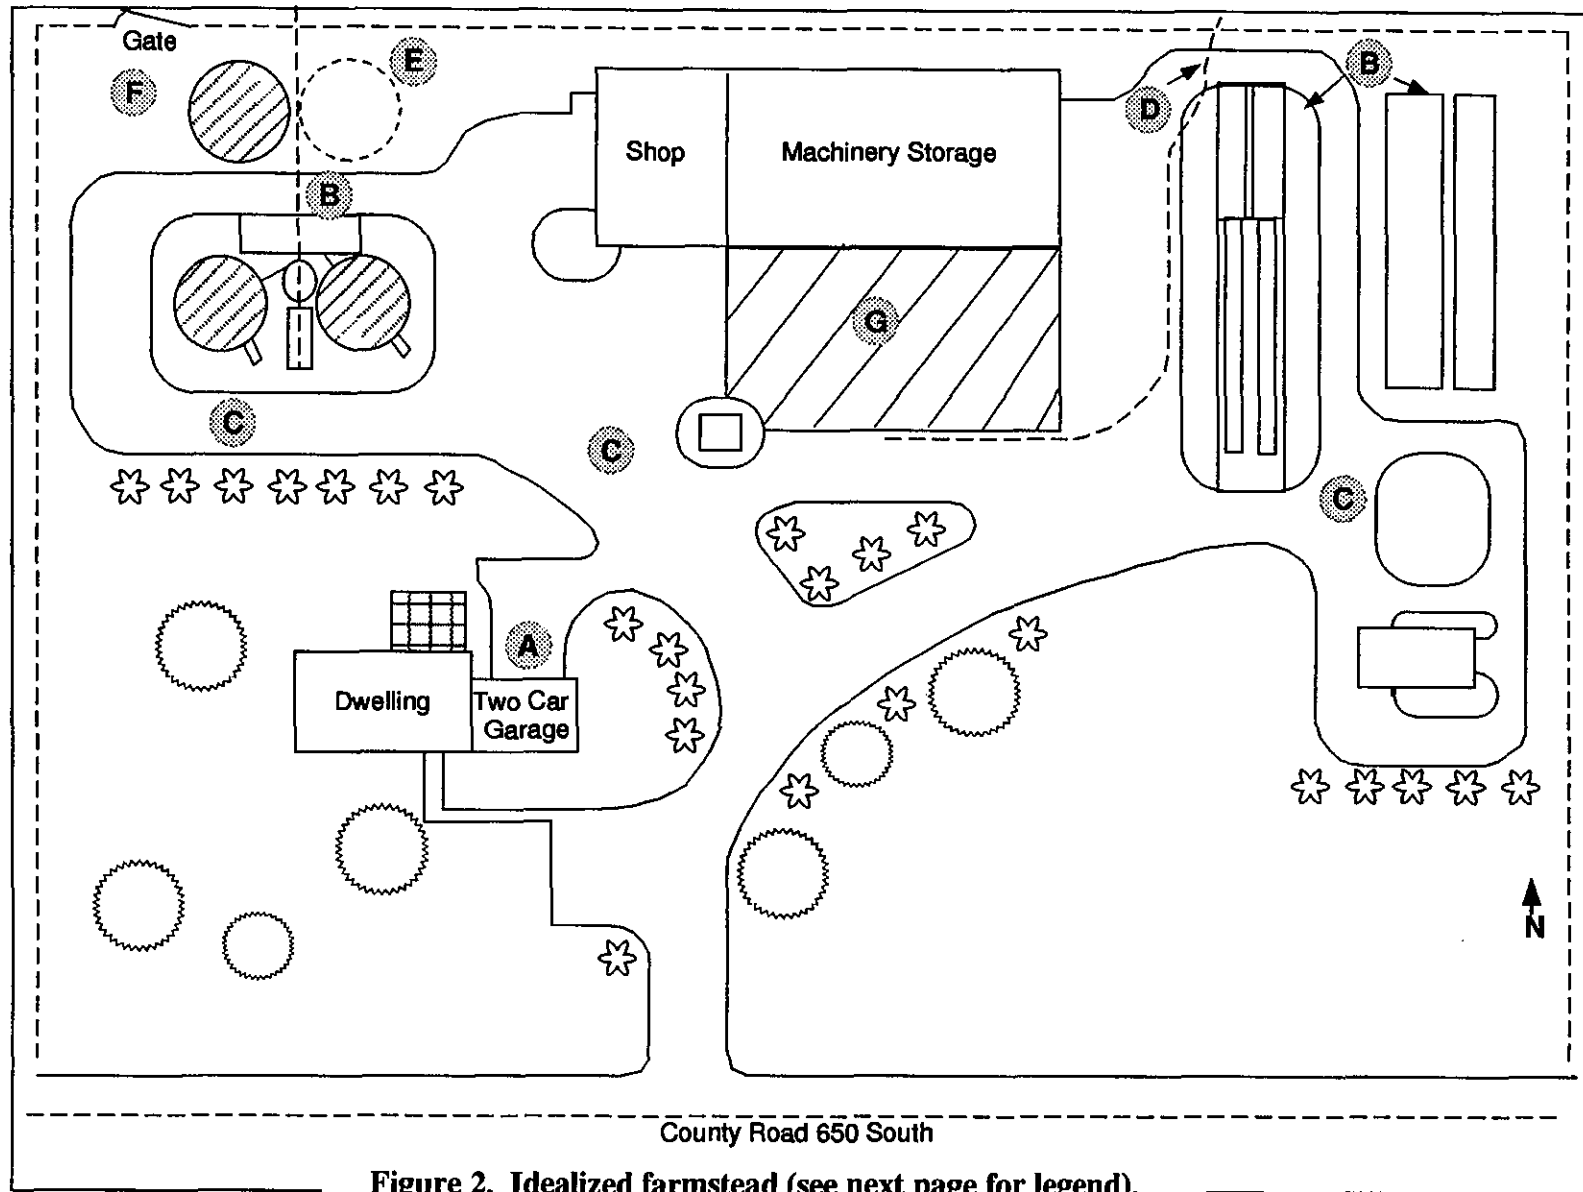 Gate
E
F
B
D
Shop
Machinery Storage
B
G
C
C
C
A
Dwelling
Two Car
Garage
N
County Road 650 South
Figure 2. Idealized farmstead (see next page for legend).